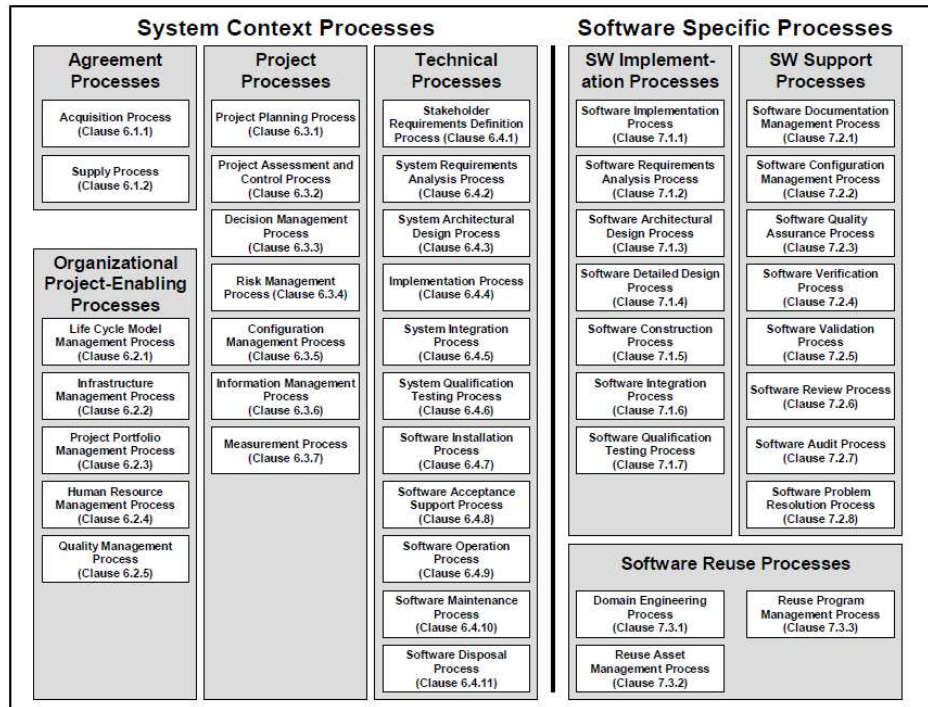 System Context Processes
Agreement
Processes
Acquisition Process
(Clause 6.1.1)
Supply Process
(Clause 6.1.2)
Organizational
Project-Enabling
Processes
Life Cycle Model
Management Process
(Clause 6.2.1)
Infrastructure
Management Process
(Clause 6.2.2)
Project Portfolio
Management Process
(Clause 6.2.3)
Human Resource
Management Process
(Clause 6.2.4)
Quality Management
Process
(Clause 6.2.5)
Project
Processes
Project Planning Process
(Clause 6.3.1)
Project Assessment and
Control Process
(Clause 6.3.2)
Decision Management
Process
(Clause 6.3.3)
Risk Management
Process (Clause 6.3.4)
Configuration
Management Process
(Clause 6.3.5)
Information Management
Process
(Clause 6.3.6)
Measurement Process
(Clause 6.3.7)
Technical
Processes
Stakeholder
Requirements Definition
Process (Clause 6.4.1)
System Requirements
Analysis Process
(Clause 6.4.2)
System Architectural
Design Process
(Clause 6.4.3)
Implementation Process
(Clause 6.4.4)
System Integration
Process
(Clause 6.4.5)
System Qualification
Testing Process
(Clause 6.4.6)
Software Installation
Process
(Clause 6.4.7)
Software Acceptance
Support Process
(Clause 6.4.8)
Software Operation
Process
(Clause 6.4.9)
Software Maintenance
Process
(Clause 6.4.10)
Software Disposal
Process
(Clause 6.4.11)
Software Specific Processes
SW Implement-
ation Processes
Software Implementation
Process
(Clause 7.1.1)
Software Requirements
Analysis Process
(Clause 7.1.2)
Software Architectural
Design Process
(Clause 7.1.3)
Software Detailed Design
Process
(Clause 7.1.4)
Software Construction
Process
(Clause 7.1.5)
Software Integration
Process
(Clause 7.1.6)
Software Qualification
Testing Process
(Clause 7.1.7)
SW Support
Processes
Software Documentation
Management Process
(Clause 7.2.1)
Software Configuration
Management Process
(Clause 7.2.2)
Software Quality
Assurance Process
(Clause 7.2.3)
Software Verification
Process
(Clause 7.2.4)
Software Validation
Process
(Clause 7.2.5)
Software Review Process
(Clause 7.2.6)
Software Audit Process
(Clause 7.2.7)
Software Problem
Resolution Process
(Clause 7.2.8)
Software Reuse Processes
Domain Engineering
Process
(Clause 7.3.1)
Reuse Asset
Management Process
(Clause 7.3.2)
Reuse Program
Management Process
(Clause 7.3.3)